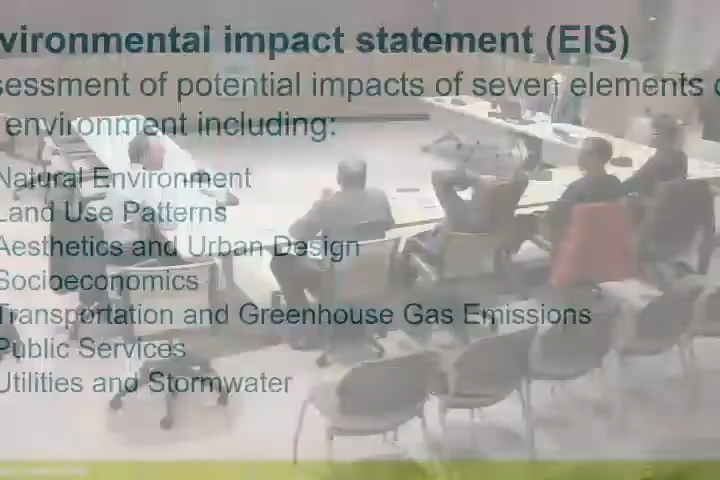 vironmental impact statement (EIS)
sessment of potential impacts of seven elements o
environment including:
Natural Environment
Land Use Patterns
Aesthetics and Urban Design
Socioeconomics
Transportation and Greenhouse Gas Emissions
Public Services
Utilities and Stormwater